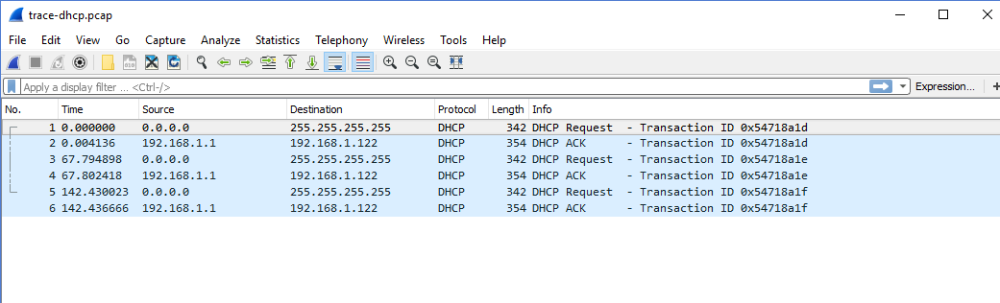 trace-dhcp.pcap
File Edit View Go Capture Analyze Statistics Telephony Wireless Tools Help
Apply a display filter ... <Ctrl-/> Expression... +
No. Time Source Destination Protocol Length Info
1 0.000000 0.0.0.0 255.255.255.255 DHCP 342 DHCP Request - Transaction ID 0x54718a1d
2 0.004136 192.168.1.1 192.168.1.122 DHCP 354 DHCP ACK - Transaction ID 0x54718a1d
3 67.794898 0.0.0.0 255.255.255.255 DHCP 342 DHCP Request - Transaction ID 0x54718a1e
4 67.802418 192.168.1.1 192.168.1.122 DHCP 354 DHCP ACK - Transaction ID 0x54718a1e
5 142.430023 0.0.0.0 255.255.255.255 DHCP 342 DHCP Request - Transaction ID 0x54718a1f
6 142.436666 192.168.1.1 192.168.1.122 DHCP 354 DHCP ACK - Transaction ID 0x54718a1f